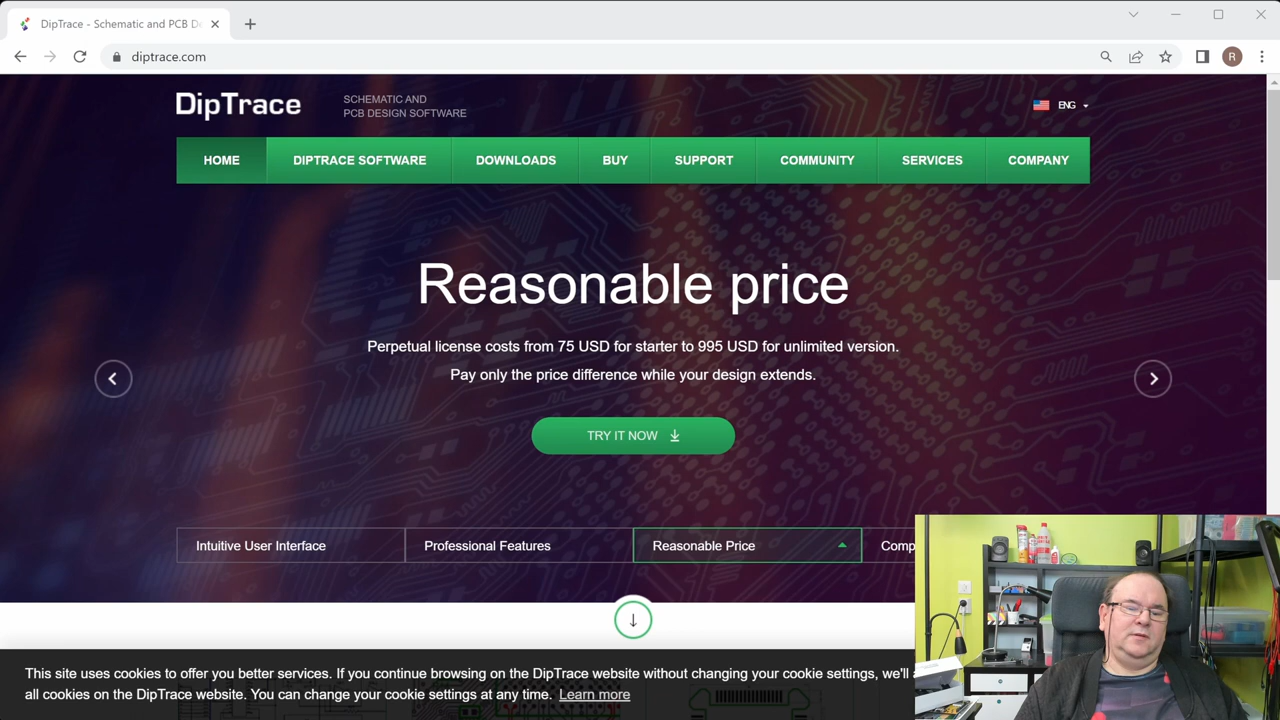 DipTrace - Schematic and PCB De
diptrace.com
R
DipTrace
SCHEMATIC AND
PCB DESIGN SOFTWARE
ENG
HOME
DIPTRACE SOFTWARE
DOWNLOADS
BUY
SUPPORT
COMMUNITY
SERVICES
COMPANY
Reasonable price
Perpetual license costs from 75 USD for starter to 995 USD for unlimited version.
Pay only the price difference while your design extends.
TRY IT NOW
Intuitive User Interface
Professional Features
Reasonable Price
Comp
This site uses cookies to offer you better services. If you continue browsing on the DipTrace website without changing your cookie settings, we'll
all cookies on the DipTrace website. You can change your cookie settings at any time. Learn more